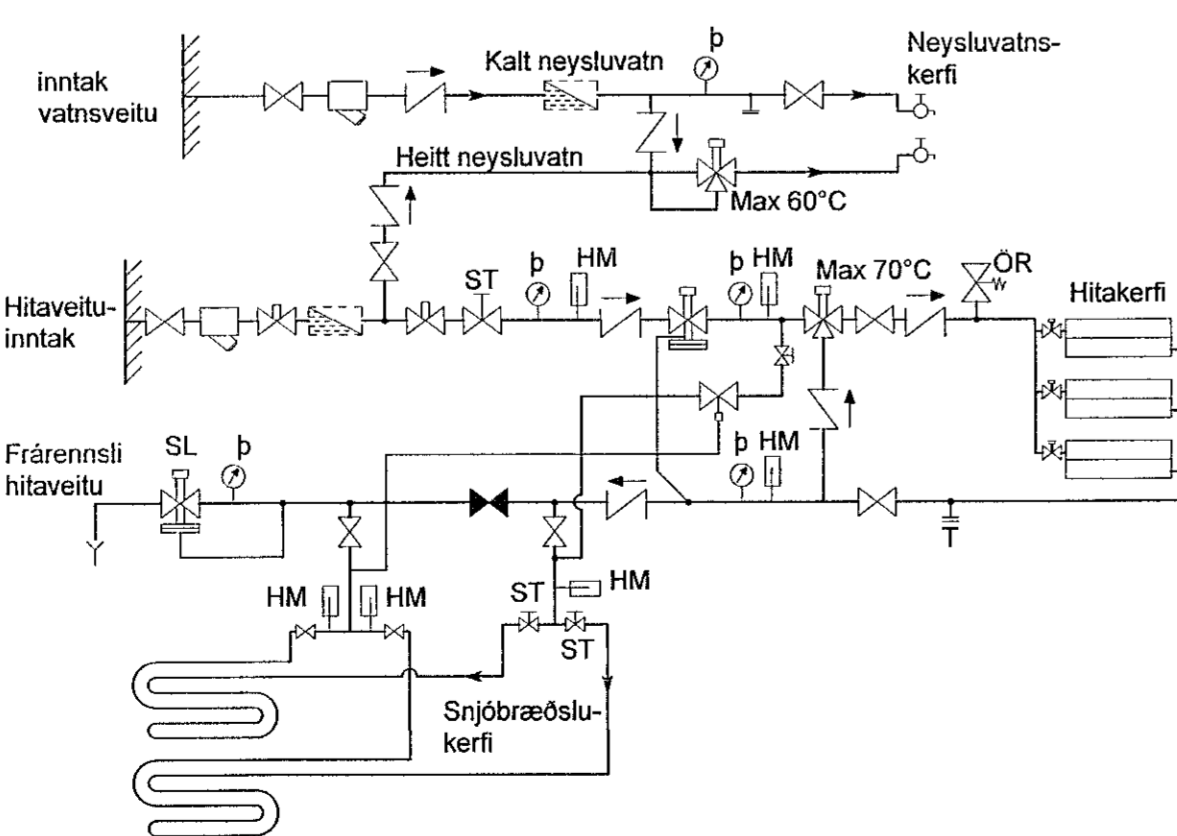 inntak
vatnsveitu
Kalt neysluvatn
þ
Neysluvatns-
kerfi
Heitt neysluvatn
Max 60°C
Hitaveitu-
inntak
ST
þ
HM
þ
HM
Max 70°C
ÖR
Hitakerfi
Frárennsli
hitaveitu
SL
þ
þ
HM
HM
HM
ST
HM
ST
Snjóbræðslu-
kerfi